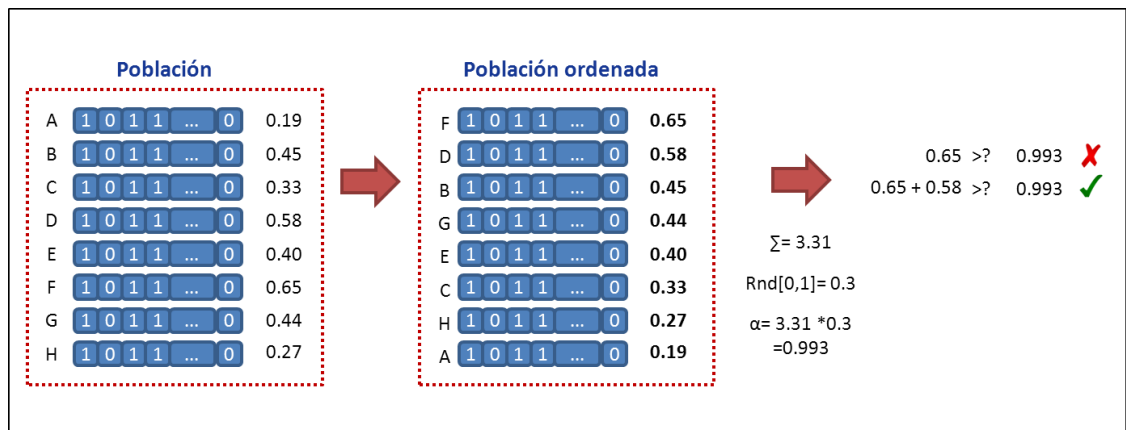 Población
A 1 0 1 1 ... 0 0.19
B 1 0 1 1 ... 0 0.45
C 1 0 1 1 ... 0 0.33
D 1 0 1 1 ... 0 0.58
E 1 0 1 1 ... 0 0.40
F 1 0 1 1 ... 0 0.65
G 1 0 1 1 ... 0 0.44
H 1 0 1 1 ... 0 0.27
Población ordenada
F 1 0 1 1 ... 0 0.65
D 1 0 1 1 ... 0 0.58
B 1 0 1 1 ... 0 0.45
G 1 0 1 1 ... 0 0.44
E 1 0 1 1 ... 0 0.40
C 1 0 1 1 ... 0 0.33
H 1 0 1 1 ... 0 0.27
A 1 0 1 1 ... 0 0.19
0.65 >? 0.993 ✗
0.65 + 0.58 >? 0.993 ✓
∑= 3.31
Rnd[0,1]= 0.3
α= 3.31 *0.3
=0.993